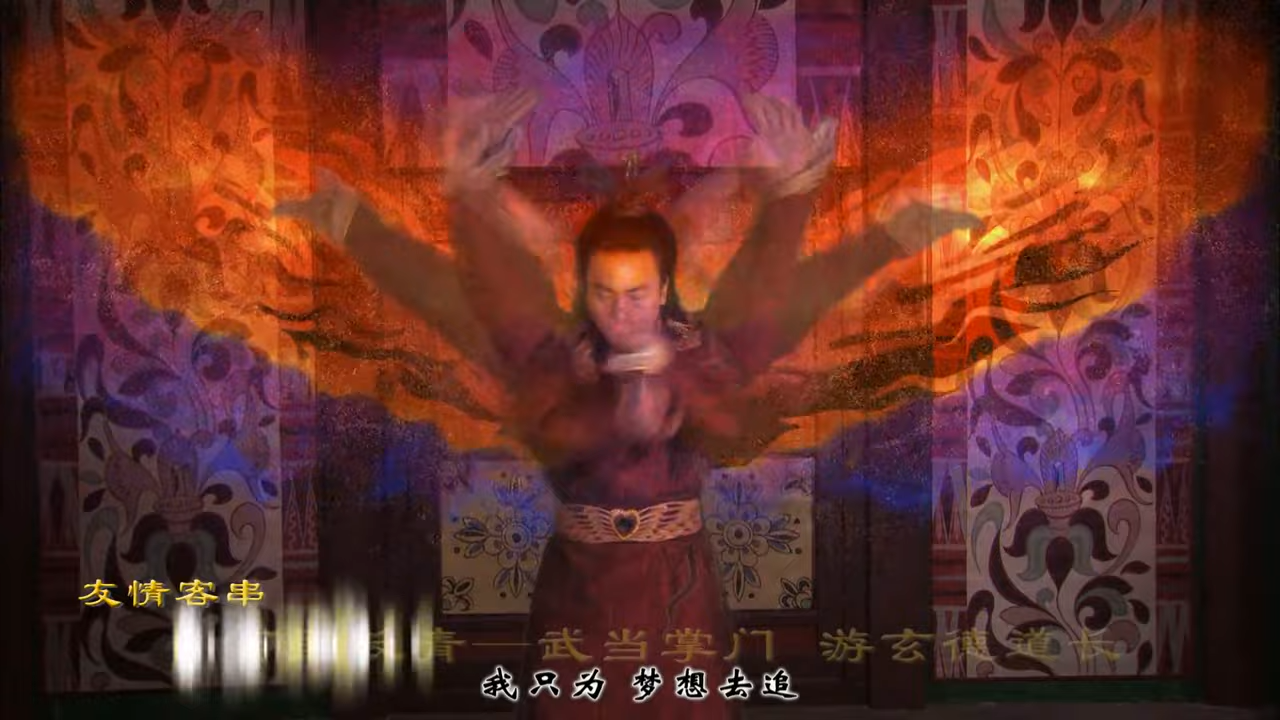 友情客串
青—武当掌门 游玄德道长
我只为 梦想去追